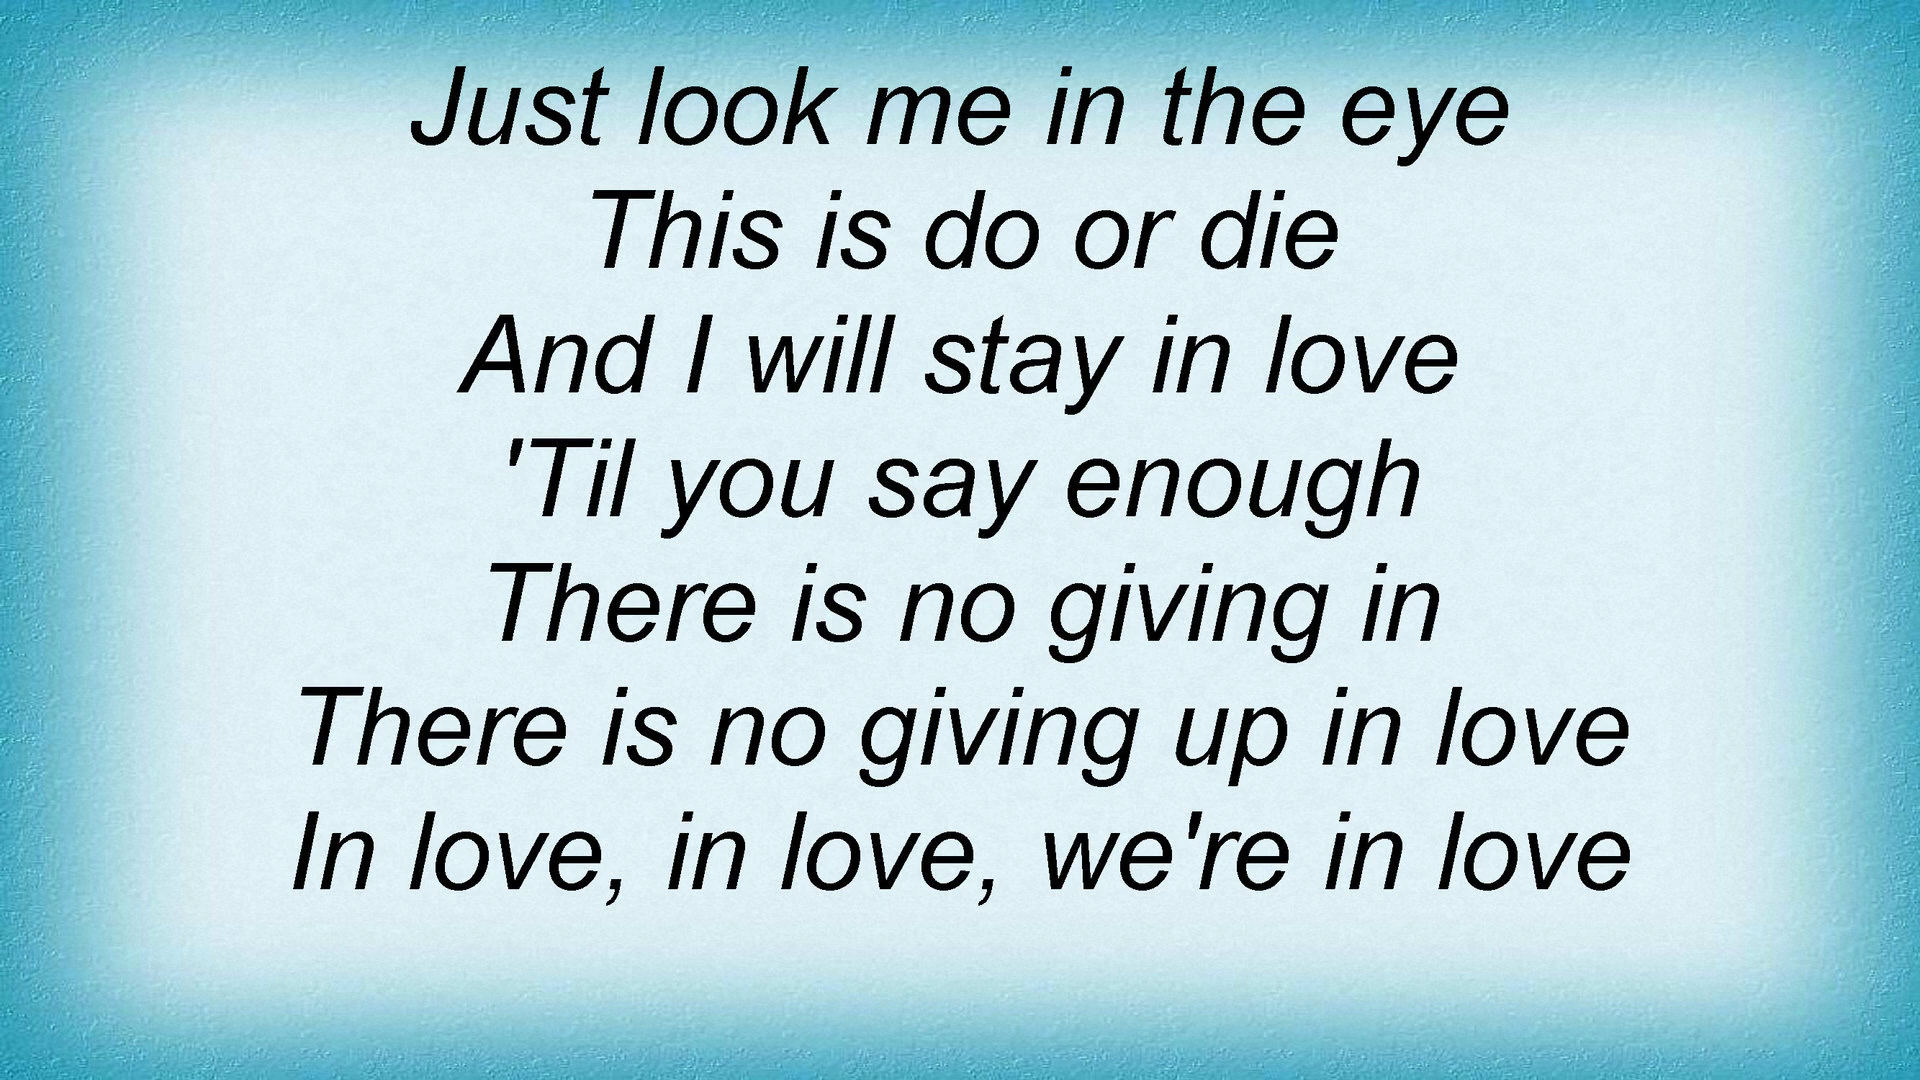 Just look me in the eye
This is do or die
And I will stay in love
'Til you say enough
There is no giving in
There is no giving up in love
In love, in love, we're in love